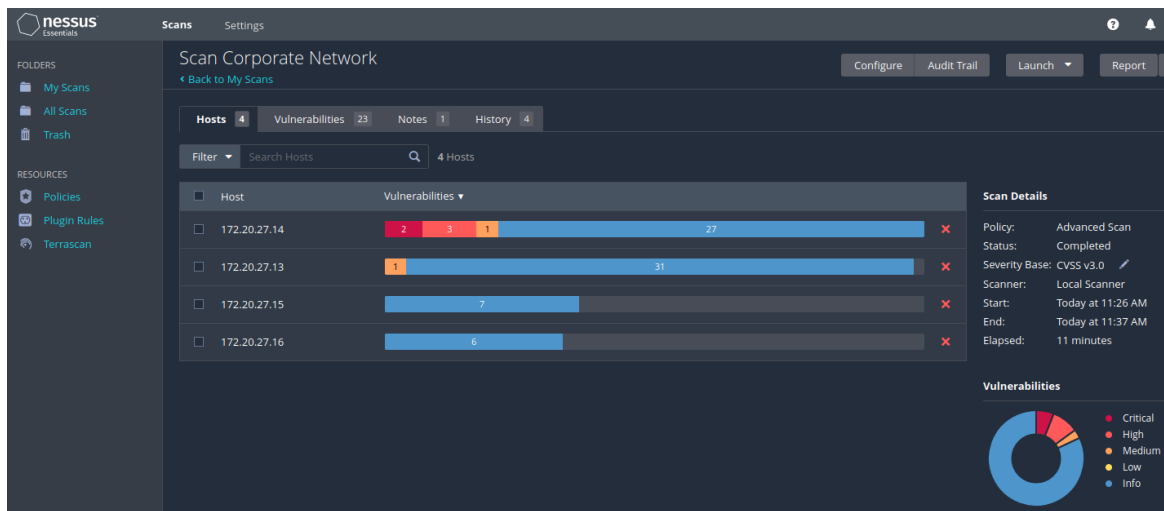 nessus
Essentials
Scans Settings
FOLDERS
My Scans
All Scans
Trash
RESOURCES
Policies
Plugin Rules
Terrascan
Scan Corporate Network
Back to My Scans
Configure Audit Trail Launch Report
Hosts 4 Vulnerabilities 23 Notes 1 History 4
Filter Search Hosts 4 Hosts
Host Vulnerabilities
172.20.27.14 2 3 1 27
172.20.27.13 1 31
172.20.27.15 7
172.20.27.16 6
Scan Details
Policy: Advanced Scan
Status: Completed
Severity Base: CVSS v3.0
Scanner: Local Scanner
Start: Today at 11:26 AM
End: Today at 11:37 AM
Elapsed: 11 minutes
Vulnerabilities
Critical
High
Medium
Low
Info